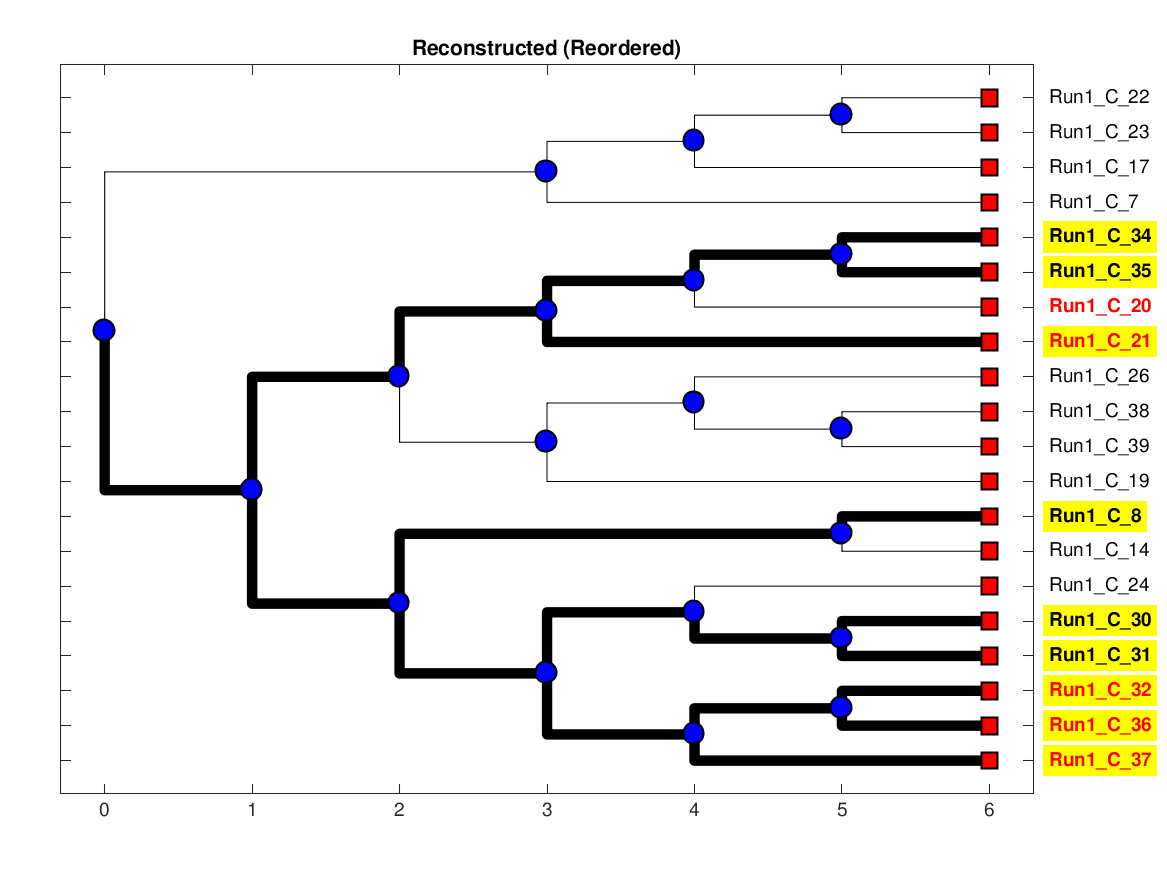 Reconstructed (Reordered)
Run1_C_22
Run1_C_23
Run1_C_17
Run1_C_7
Run1_C_34
Run1_C_35
Run1_C_20
Run1_C_21
Run1_C_26
Run1_C_38
Run1_C_39
Run1_C_19
Run1_C_8
Run1_C_14
Run1_C_24
Run1_C_30
Run1_C_31
Run1_C_32
Run1_C_36
Run1_C_37
0 1 2 3 4 5 6